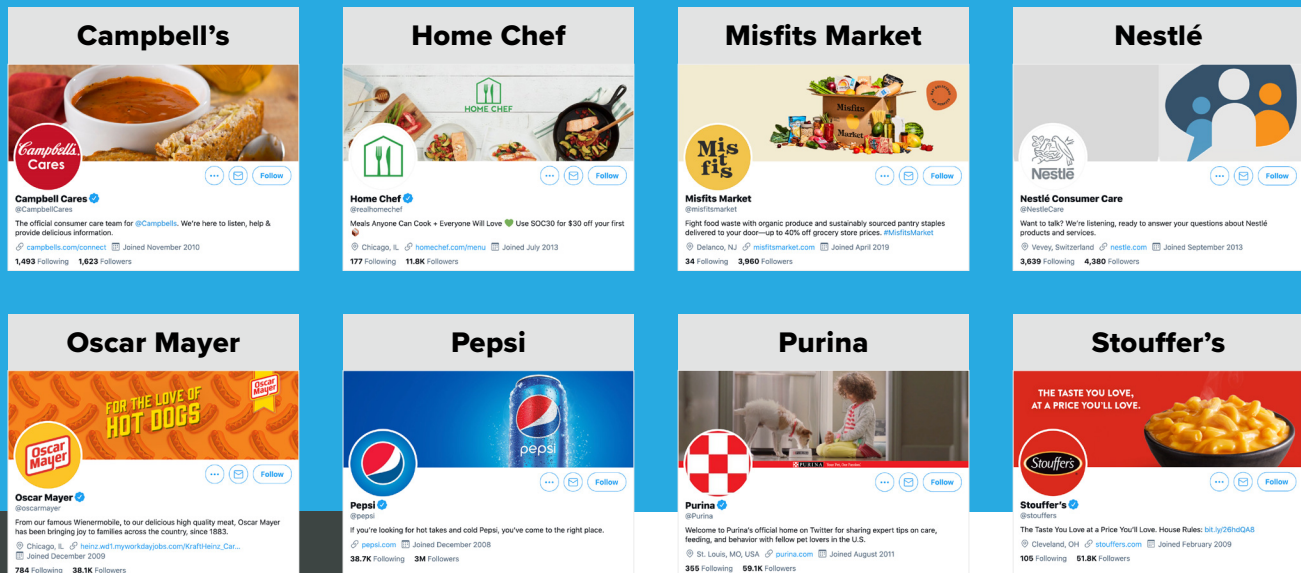 Campbell's
Campbell's
Cares
Follow
Campbell Cares
@CampbellCares
The official consumer care team for @Campbells. We're here to listen, help &
provide delicious information.
campbells.com/connect Joined November 2010
1,493 Following 1,623 Followers
Home Chef
HOME CHEF
Follow
Home Chef
@realhomechef
Meals Anyone Can Cook + Everyone Will Love 💚 Use SOC30 for $30 off your first
Chicago, IL homechef.com/menu Joined July 2013
177 Following 11.8K Followers
Misfits Market
Misfits
Market
Mis
fits
Follow
Misfits Market
@misfitsmarket
Fight food waste with organic produce and sustainably sourced pantry staples
delivered to your door—up to 40% off grocery store prices. #MisfitsMarket
Delanco, NJ misfitsmarket.com Joined April 2019
34 Following 3,960 Followers
Nestlé
Nestlé
Follow
Nestlé Consumer Care
@NestleCare
Want to talk? We're listening, ready to answer your questions about Nestlé
products and services.
Vevey, Switzerland nestle.com Joined September 2013
3,639 Following 4,380 Followers
Oscar Mayer
FOR THE LOVE OF
HOT DOGS
Oscar
Mayer
Oscar
Mayer
Follow
Oscar Mayer
@oscarmayer
From our famous Wienermobile, to our delicious high quality meat, Oscar Mayer
has been bringing joy to families across the country, since 1883.
Chicago, IL heinz.wd1.myworkdayjobs.com/KraftHeinz_Car...
Joined December 2009
784 Following 38.1K Followers
Pepsi
pepsi
Follow
Pepsi
@pepsi
If you're looking for hot takes and cold Pepsi, you've come to the right place.
pepsi.com Joined December 2008
38.7K Following 3M Followers
Purina
PURINA Your Pet, Our Passion.
Follow
Purina
@Purina
Welcome to Purina's official home on Twitter for sharing expert tips on care,
feeding, and behavior with fellow pet lovers in the U.S.
St. Louis, MO, USA purina.com Joined August 2011
355 Following 59.1K Followers
Stouffer's
THE TASTE YOU LOVE,
AT A PRICE YOU'LL LOVE.
Stouffer's
Follow
Stouffer's
@stouffers
The Taste You Love at a Price You'll Love. House Rules: bit.ly/26hdQA8
Cleveland, OH stouffers.com Joined February 2009
105 Following 51.8K Followers